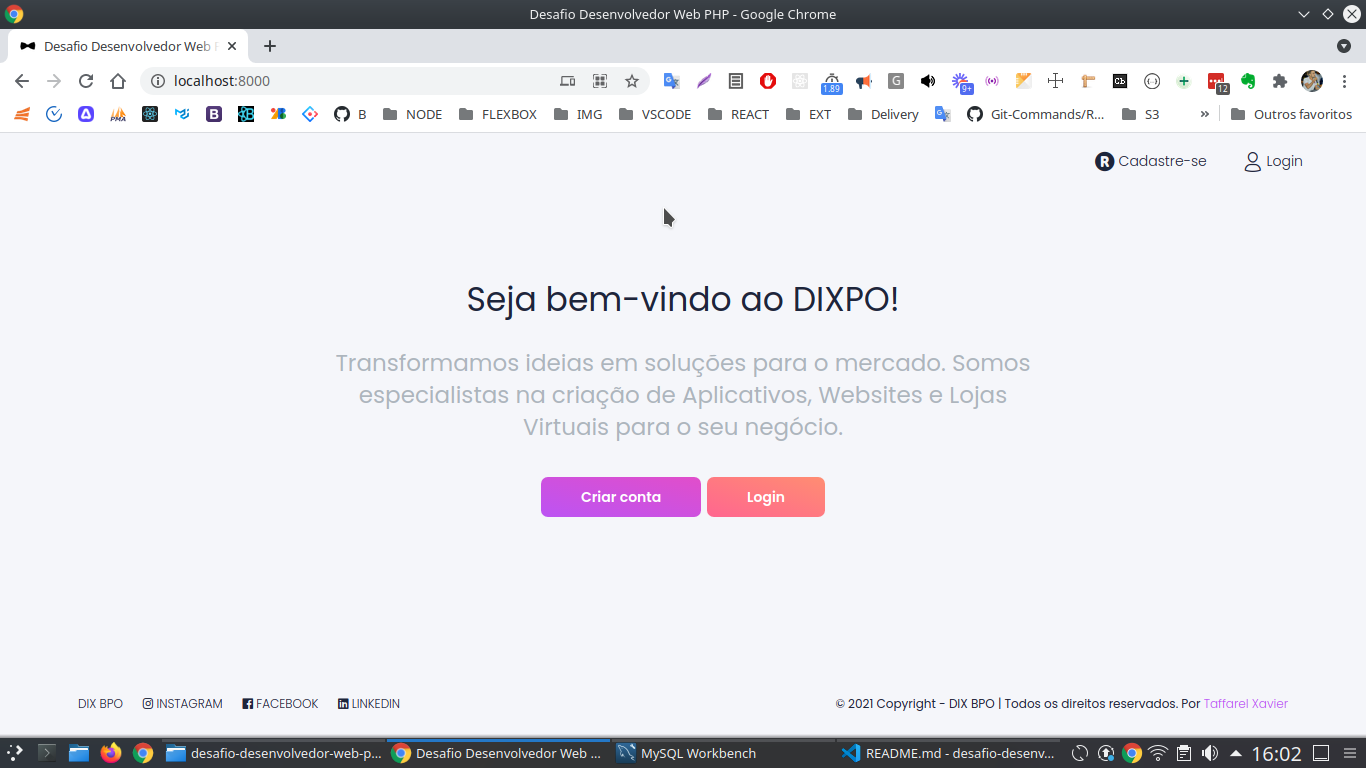 Desafio Desenvolvedor Web PHP - Google Chrome
Desafio Desenvolvedor Web
localhost:8000
1.89
G
9+
Cb
12
PMA
B
B
NODE
FLEXBOX
IMG
VSCODE
REACT
EXT
Delivery
Git-Commands/R...
S3
»
Outros favoritos
R Cadastre-se
Login
Seja bem-vindo ao DIXPO!
Transformamos ideias em soluções para o mercado. Somos
especialistas na criação de Aplicativos, Websites e Lojas
Virtuais para o seu negócio.
Criar conta
Login
DIX BPO
INSTAGRAM
FACEBOOK
LINKEDIN
© 2021 Copyright - DIX BPO | Todos os direitos reservados. Por Taffarel Xavier
desafio-desenvolvedor-web-p...
Desafio Desenvolvedor Web ...
MySQL Workbench
README.md - desafio-desenv...
16:02